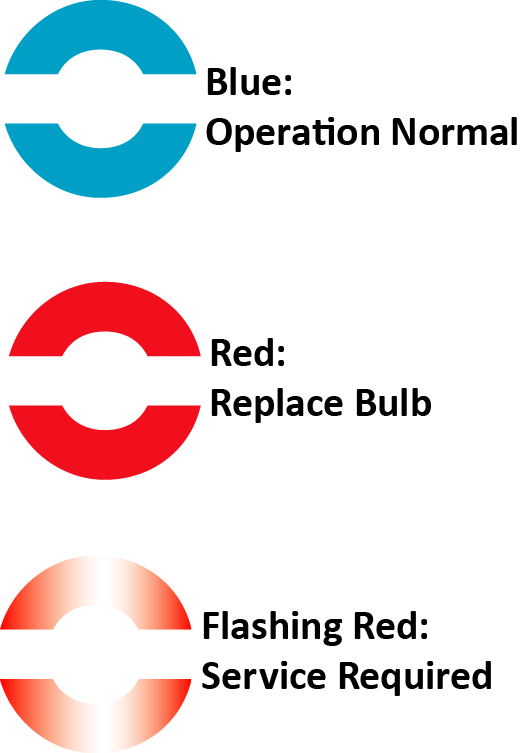 Blue:
Operation Normal
Red:
Replace Bulb
Flashing Red:
Service Required